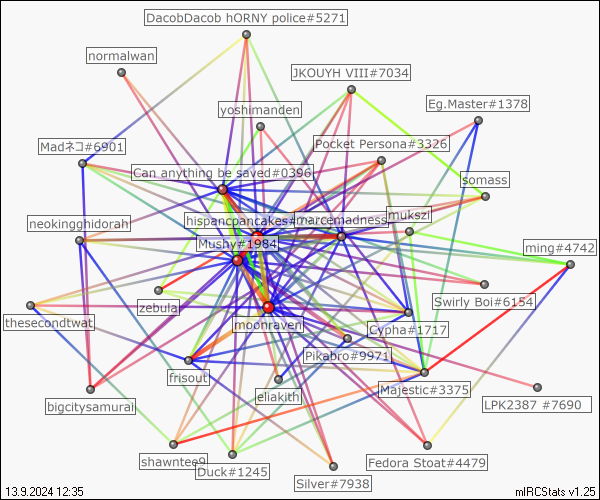 DacobDacob hORNY police#5271
normalwan
JKOUYH VIII#7034
yoshimanden
Eg.Master#1378
Madネコ#6901
Pocket Persona#3326
Can anything be saved#0396
somass
neokingghidorah
hispancpancakes#
narcemadness
mukszi
Mushy#1984
ming#4742
zebulal
Swirly Boi#6154
thesecondtwat
moonraven
Cypha#1717
Pikabro#9971
frisout
eliakith
Majestic#3375
bigcitysamurai
LPK2387 #7690
shawntee9
Duck#1245
Fedora Stoat#4479
Silver#7938
13.9.2024 12:35
mIRCStats v1.25